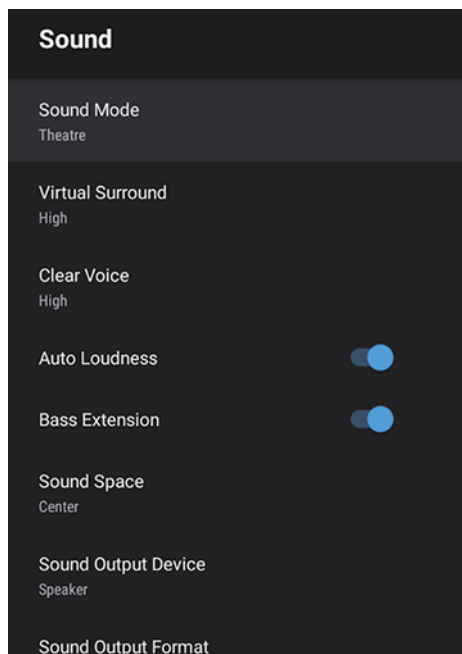 Sound
Sound Mode
Theatre
Virtual Surround
High
Clear Voice
High
Auto Loudness
Bass Extension
Sound Space
Center
Sound Output Device
Speaker
Sound Output Format